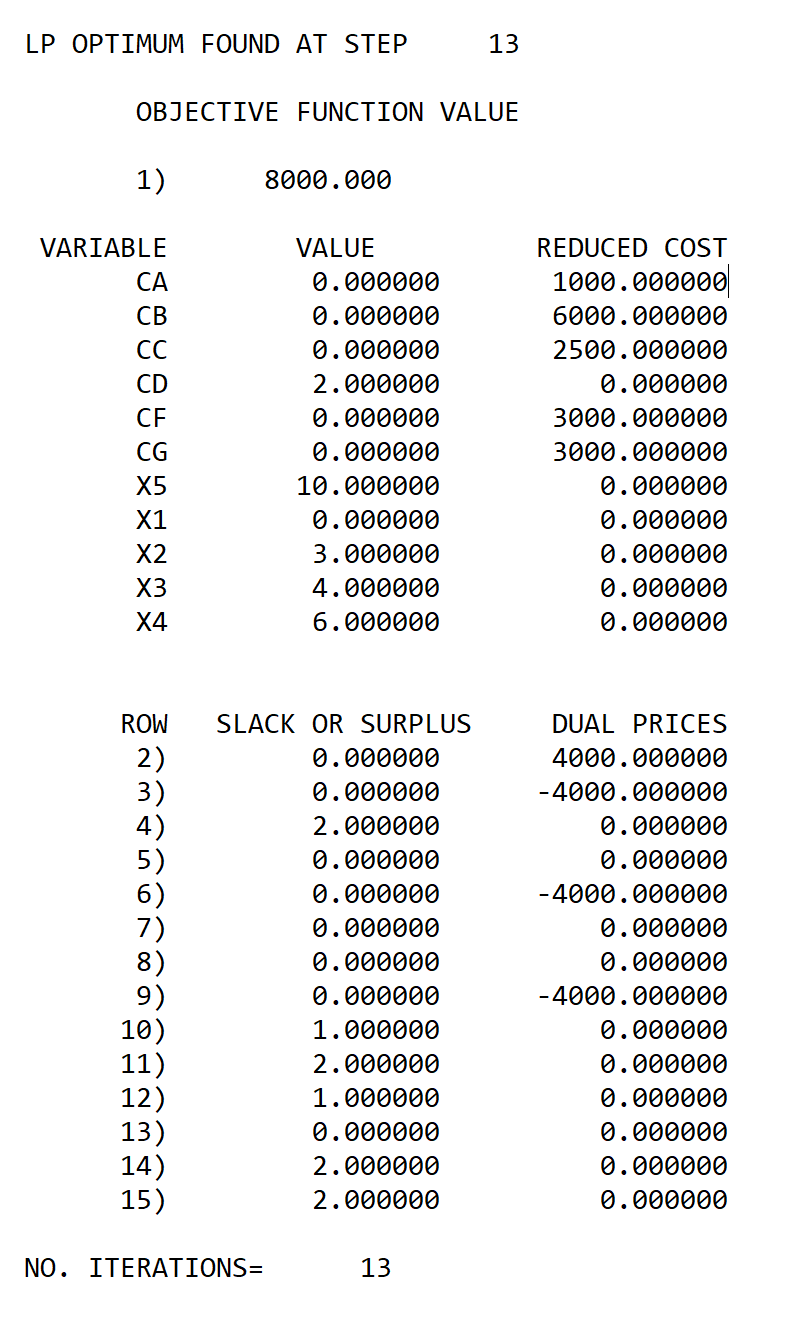 LP OPTIMUM FOUND AT STEP     13
OBJECTIVE FUNCTION VALUE
1)      8000.000
VARIABLE        VALUE          REDUCED COST
CA         0.000000       1000.000000
CB         0.000000       6000.000000
CC         0.000000       2500.000000
CD         2.000000          0.000000
CF         0.000000       3000.000000
CG         0.000000       3000.000000
X5        10.000000          0.000000
X1         0.000000          0.000000
X2         3.000000          0.000000
X3         4.000000          0.000000
X4         6.000000          0.000000
ROW   SLACK OR SURPLUS     DUAL PRICES
2)         0.000000       4000.000000
3)         0.000000      -4000.000000
4)         2.000000          0.000000
5)         0.000000          0.000000
6)         0.000000      -4000.000000
7)         0.000000          0.000000
8)         0.000000          0.000000
9)         0.000000      -4000.000000
10)         1.000000          0.000000
11)         2.000000          0.000000
12)         1.000000          0.000000
13)         0.000000          0.000000
14)         2.000000          0.000000
15)         2.000000          0.000000
NO. ITERATIONS=      13